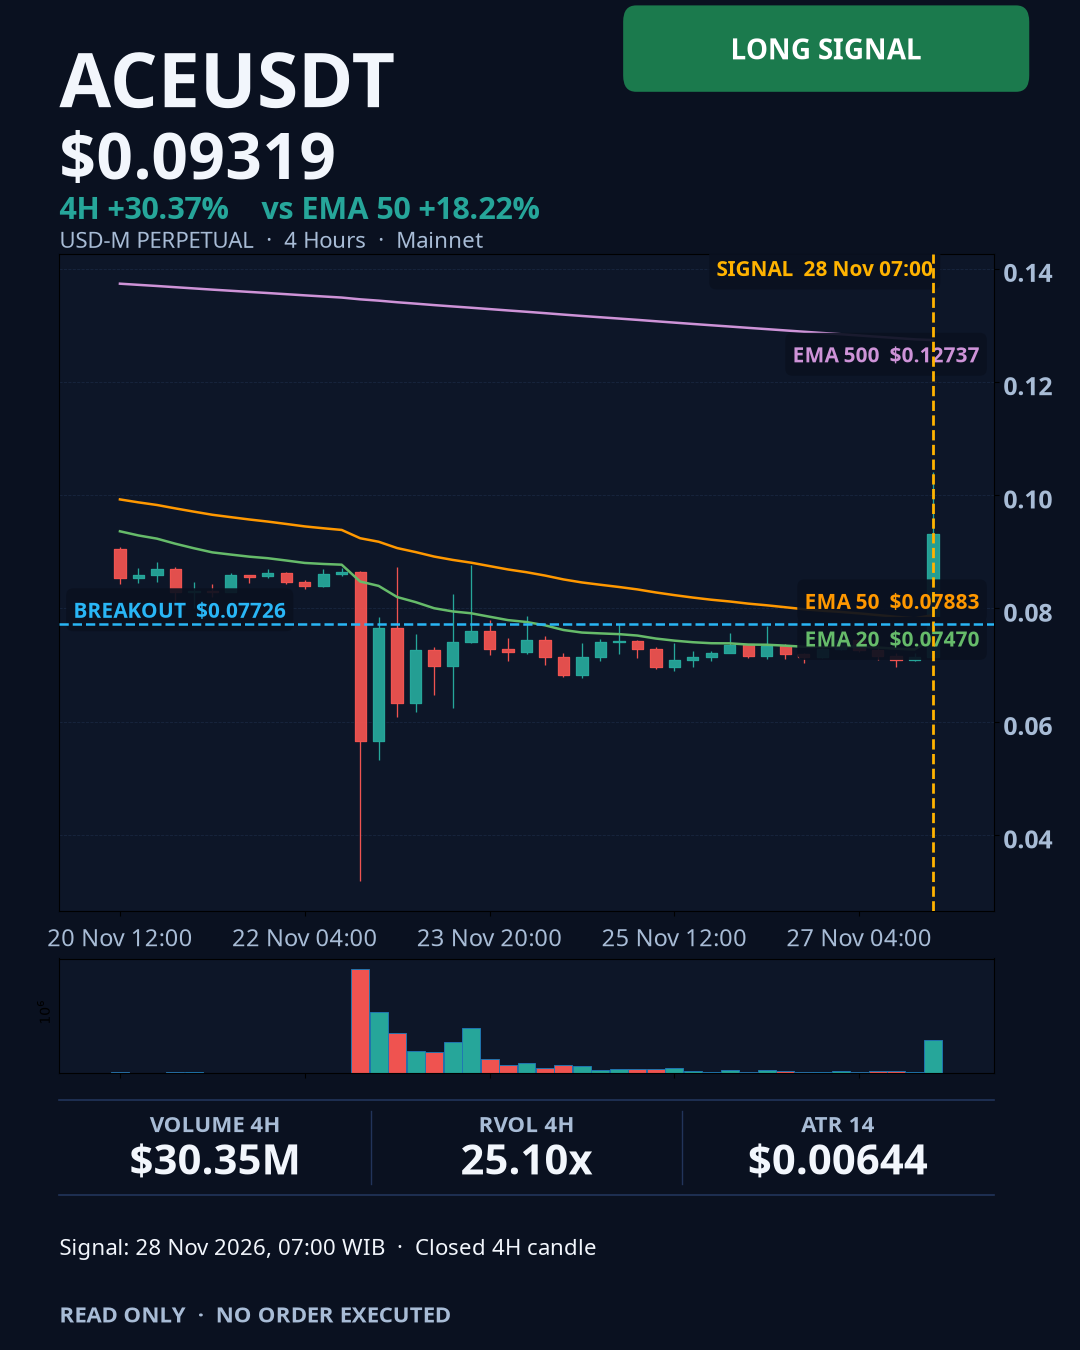 LONG SIGNAL
ACEUSDT
$0.09319
4H +30.37% vs EMA 50 +18.22%
USD-M PERPETUAL · 4 Hours · Mainnet
SIGNAL 28 Nov 07:00
0.14
EMA 500 $0.12737
0.12
0.10
EMA 50 $0.07883
BREAKOUT $0.07726
0.08
EMA 20 $0.07470
0.06
0.04
20 Nov 12:00 22 Nov 04:00 23 Nov 20:00 25 Nov 12:00 27 Nov 04:00
10⁶
VOLUME 4H RVOL 4H ATR 14
$30.35M 25.10x $0.00644
Signal: 28 Nov 2026, 07:00 WIB · Closed 4H candle
READ ONLY · NO ORDER EXECUTED